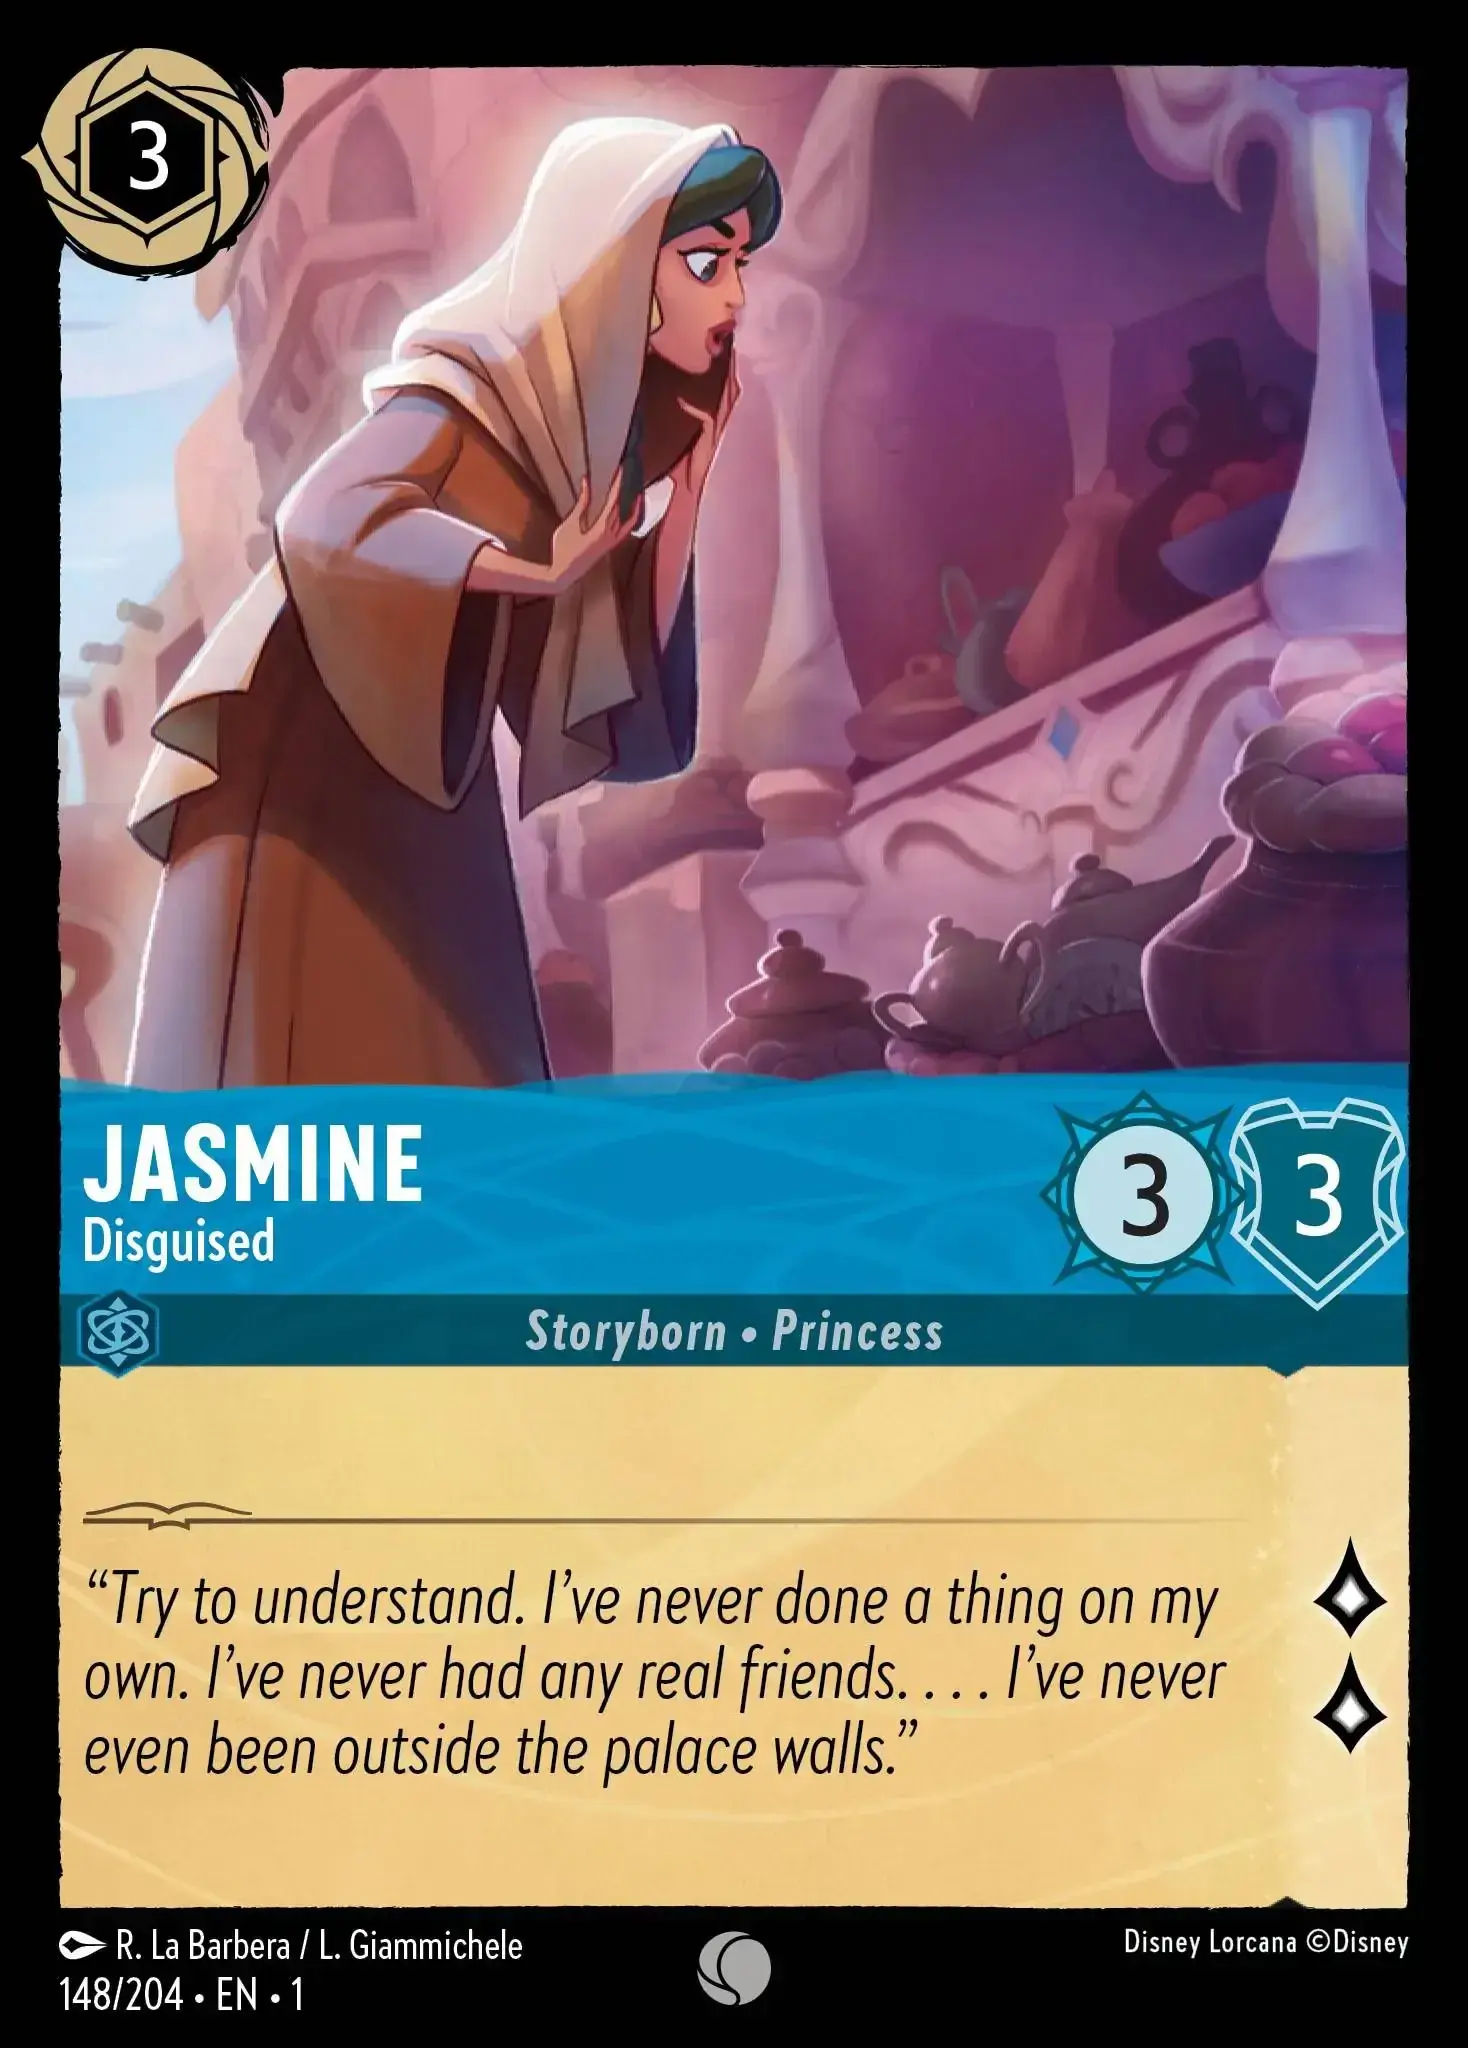 3
JASMINE
Disguised
3
3
Storyborn • Princess
“Try to understand. I’ve never done a thing on my
own. I’ve never had any real friends. . . . I’ve never
even been outside the palace walls.”
R. La Barbera / L. Giammichele
148/204 • EN • 1
Disney Lorcana ©Disney